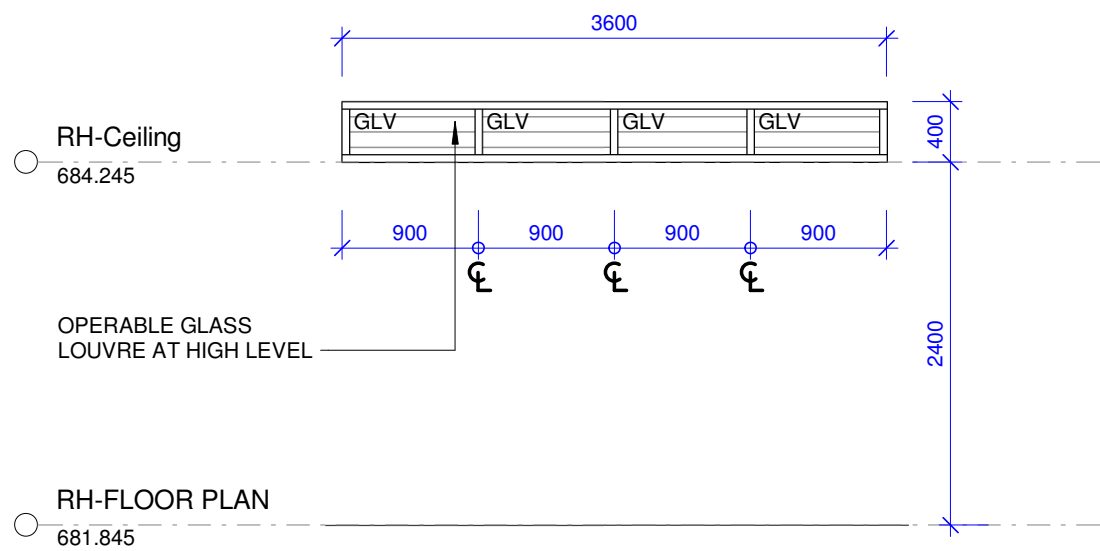 3600
GLV GLV GLV GLV
400
RH-Ceiling
684.245
900 900 900 900
℄ ℄ ℄
OPERABLE GLASS
LOUVRE AT HIGH LEVEL
2400
RH-FLOOR PLAN
681.845